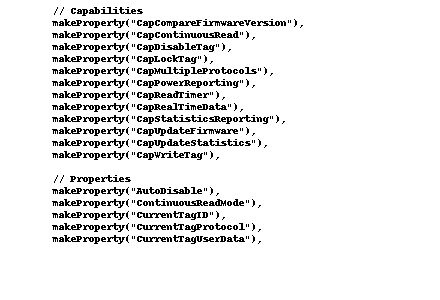 // Capabilities
makeProperty("CapCompareFirmwareVersion"),
makeProperty("CapContinuousRead"),
makeProperty("CapDisableTag"),
makeProperty("CapLockTag"),
makeProperty("CapMultipleProtocols"),
makeProperty("CapPowerReporting"),
makeProperty("CapReadTimer"),
makeProperty("CapRealTimeData"),
makeProperty("CapStatisticsReporting"),
makeProperty("CapUpdateFirmware"),
makeProperty("CapUpdateStatistics"),
makeProperty("CapWriteTag"),
// Properties
makeProperty("AutoDisable"),
makeProperty("ContinuousReadMode"),
makeProperty("CurrentTagID"),
makeProperty("CurrentTagProtocol"),
makeProperty("CurrentTagUserData"),